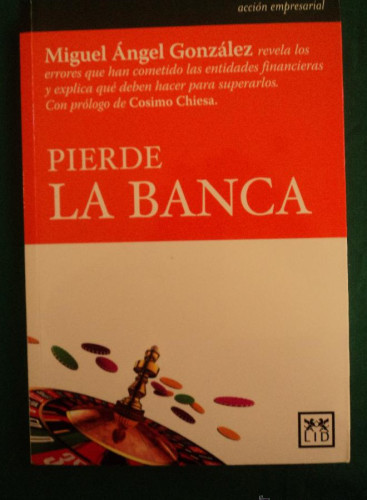 acción empresarial
Miguel Ángel González revela los
errores que han cometido las entidades financieras
y explica qué deben hacer para superarlos.
Con prólogo de Cosimo Chiesa.
PIERDE
LA BANCA
LID